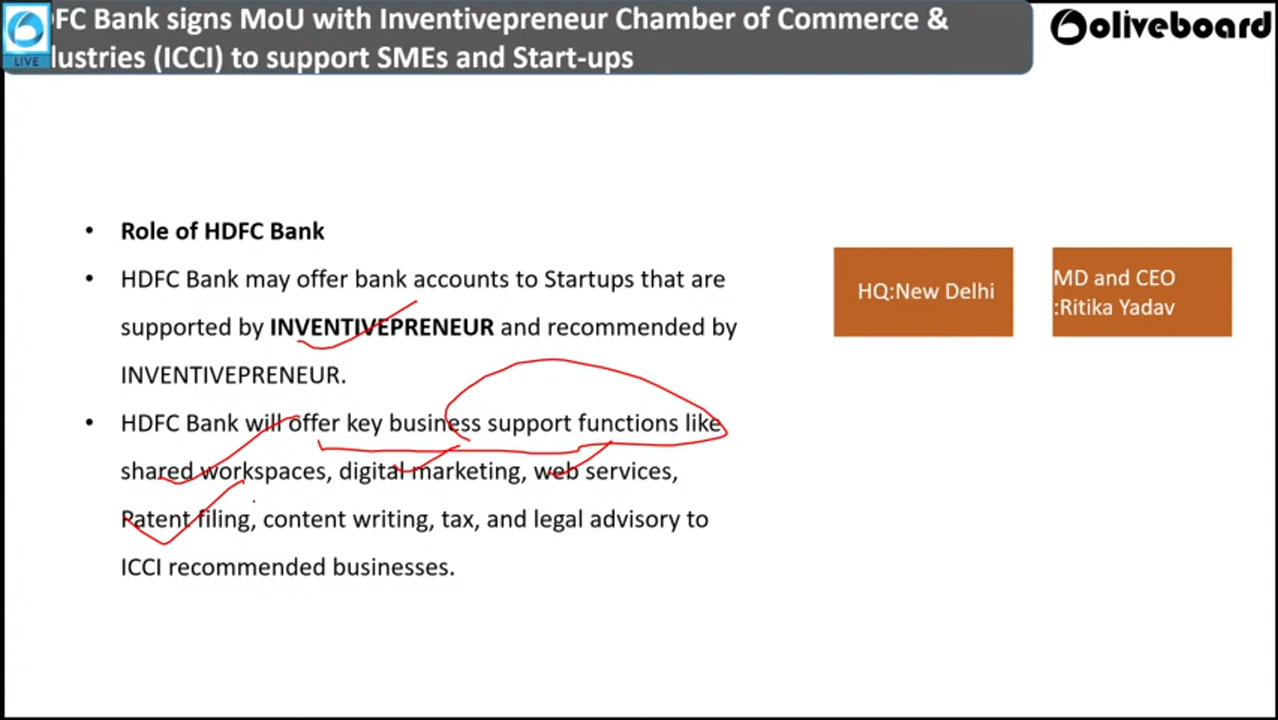 FC Bank signs MoU with Inventivepreneur Chamber of Commerce &
lustries (ICCI) to support SMEs and Start-ups
LIVE
oliveboard
• Role of HDFC Bank
• HDFC Bank may offer bank accounts to Startups that are
supported by INVENTIVEPRENEUR and recommended by
INVENTIVEPRENEUR.
• HDFC Bank will offer key business support functions like
shared workspaces, digital marketing, web services,
Patent filing, content writing, tax, and legal advisory to
ICCI recommended businesses.
HQ:New Delhi
MD and CEO
:Ritika Yadav